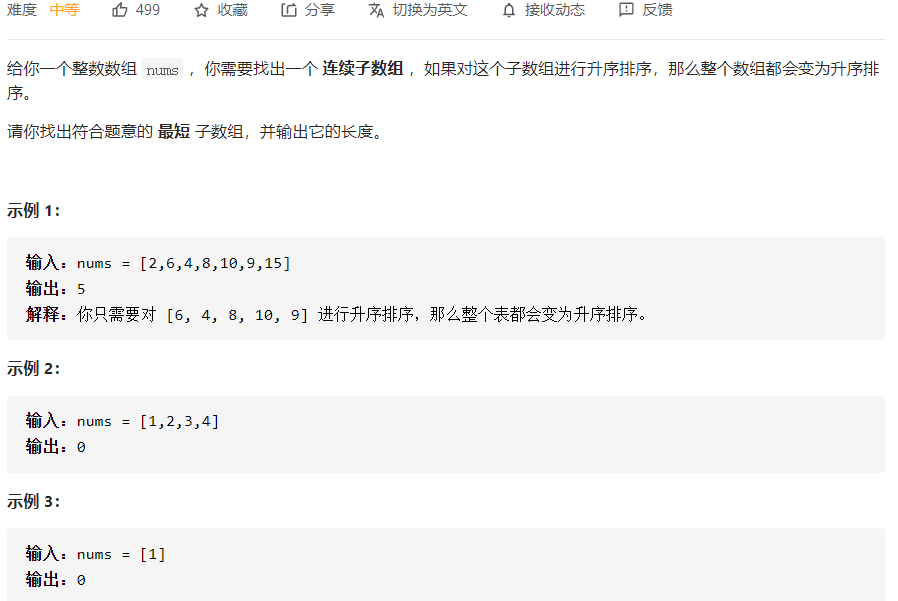 难度 中等 499 收藏 分享 切换为英文 接收动态 反馈
给你一个整数数组 nums ，你需要找出一个 连续子数组 ，如果对这个子数组进行升序排序，那么整个数组都会变为升序排
序。
请你找出符合题意的 最短 子数组，并输出它的长度。
示例 1：
输入：nums = [2,6,4,8,10,9,15]
输出：5
解释：你只需要对 [6, 4, 8, 10, 9] 进行升序排序，那么整个表都会变为升序排序。
示例 2：
输入：nums = [1,2,3,4]
输出：0
示例 3：
输入：nums = [1]
输出：0